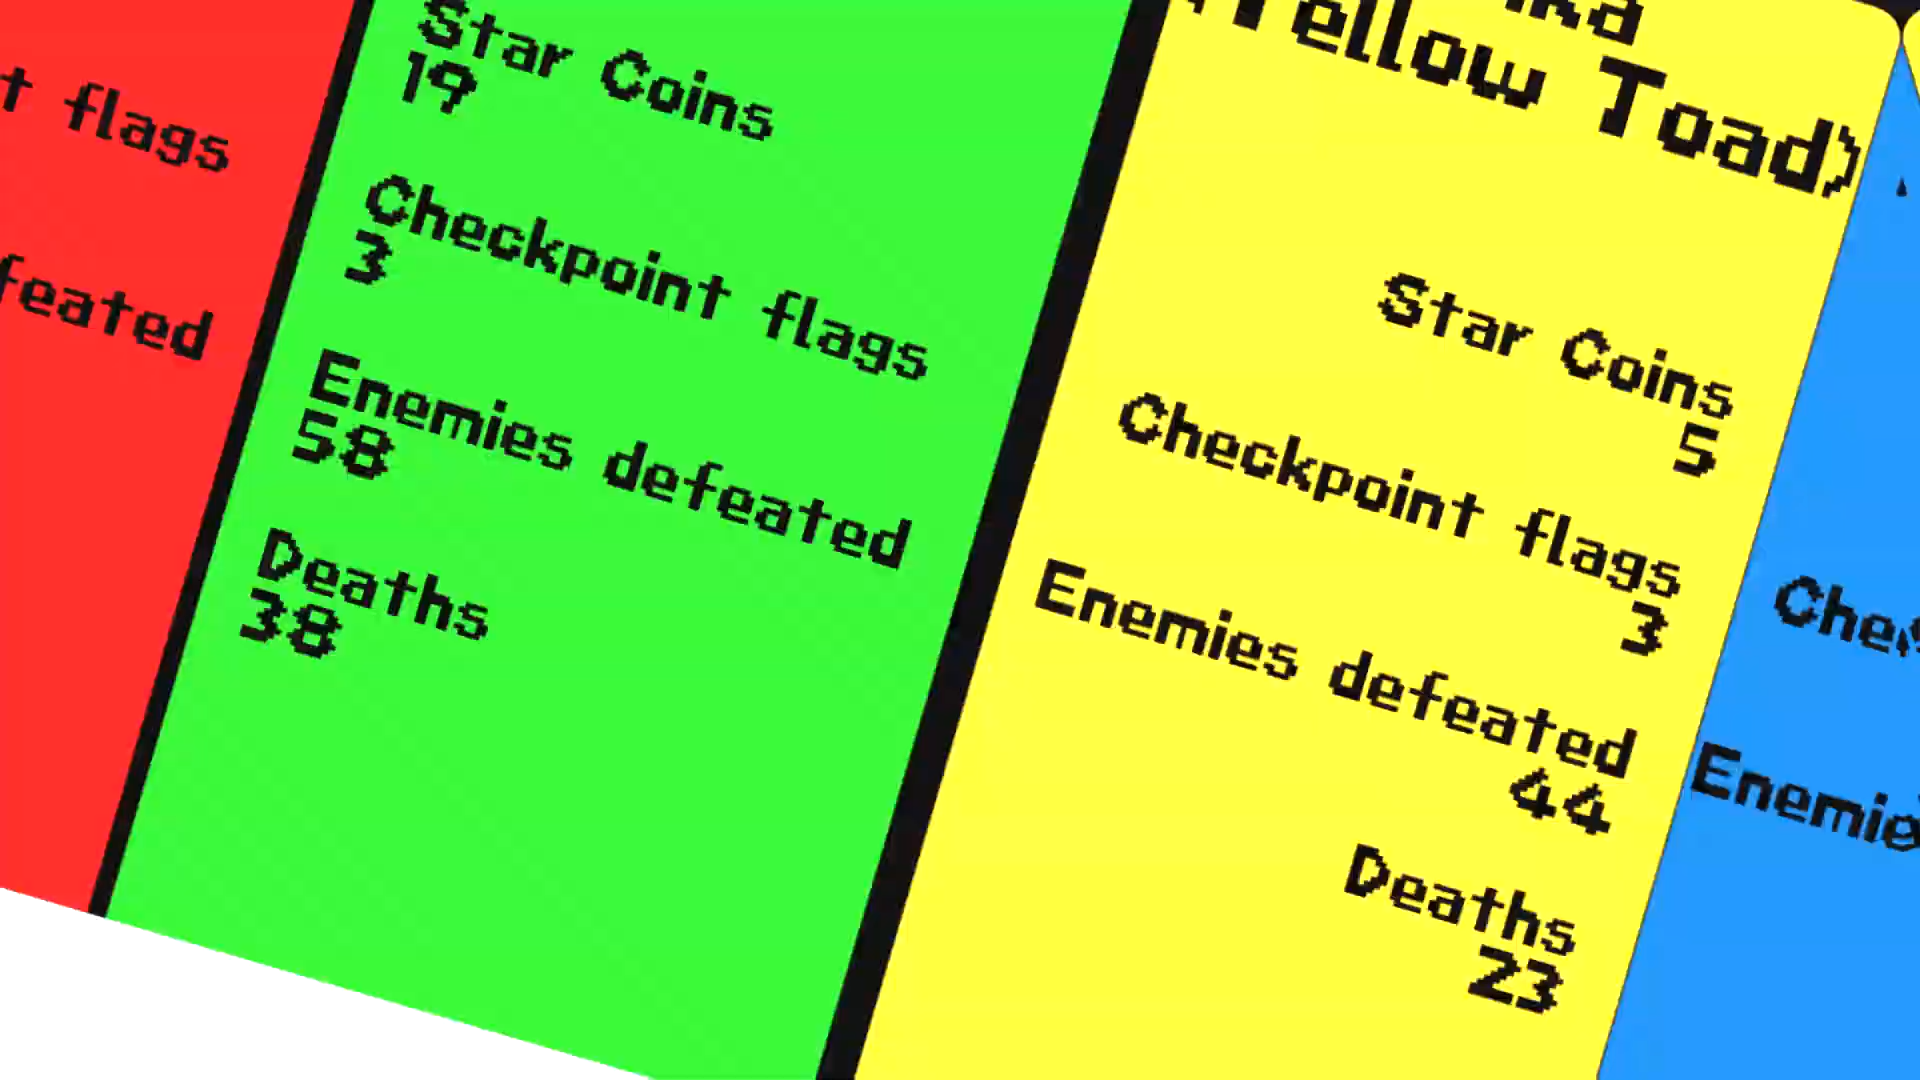 flags
Star Coins
19
Checkpoint flags
3
Enemies defeated
58
Deaths
38
Yellow Toad)
Star Coins
5
Checkpoint flags
3
Enemies defeated
44
Deaths
23